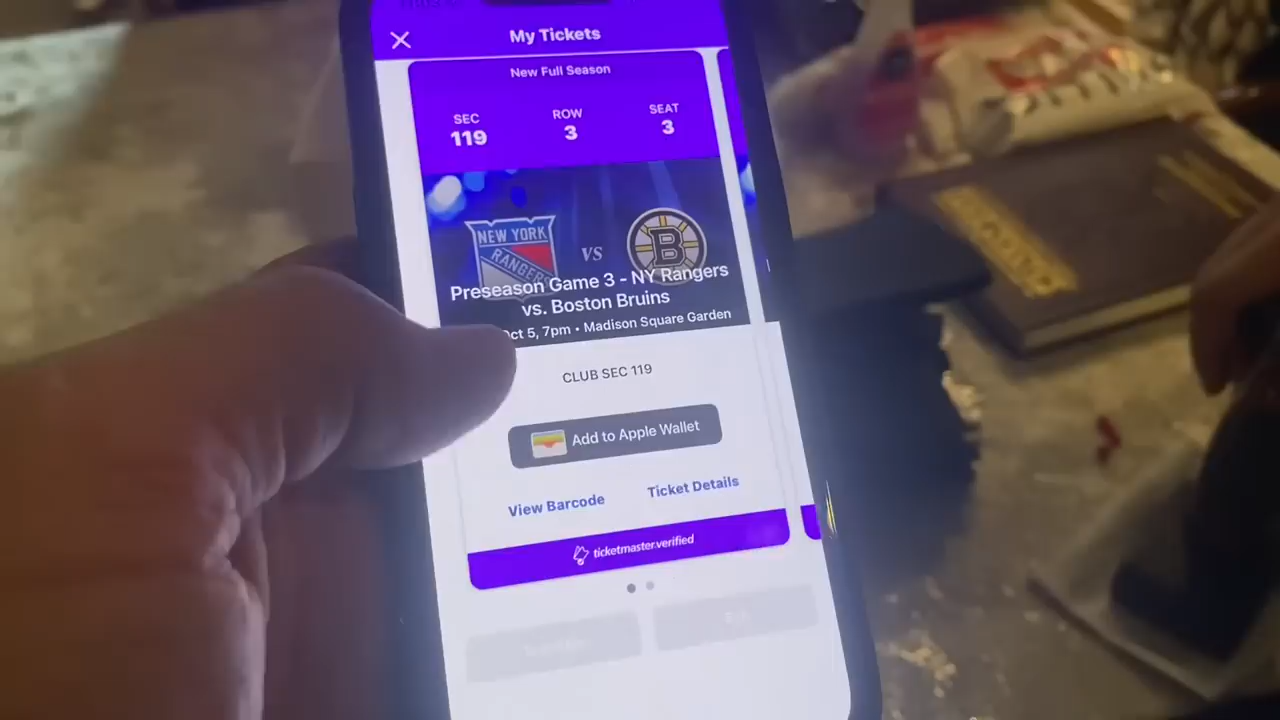 My Tickets
New Full Season
SEC
ROW
SEAT
119
3
3
NEW YORK
RANGERS
VS
B
Preseason Game 3 - NY Rangers
vs. Boston Bruins
Oct 5, 7pm • Madison Square Garden
CLUB SEC 119
Add to Apple Wallet
View Barcode
Ticket Details
ticketmaster.verified